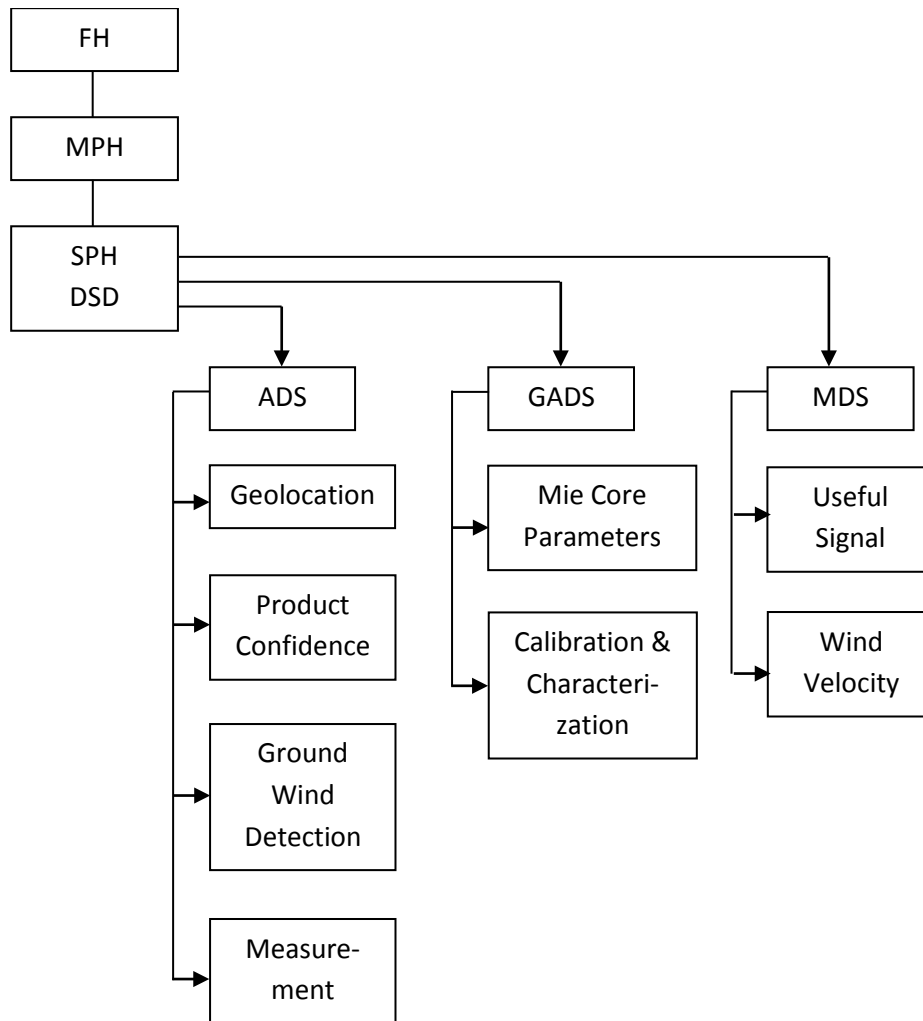 FH
MPH
SPH
DSD
ADS
GADS
MDS
Geolocation
Product
Confidence
Ground
Wind
Detection
Measure-
ment
Mie Core
Parameters
Calibration &
Characteri-
zation
Useful
Signal
Wind
Velocity